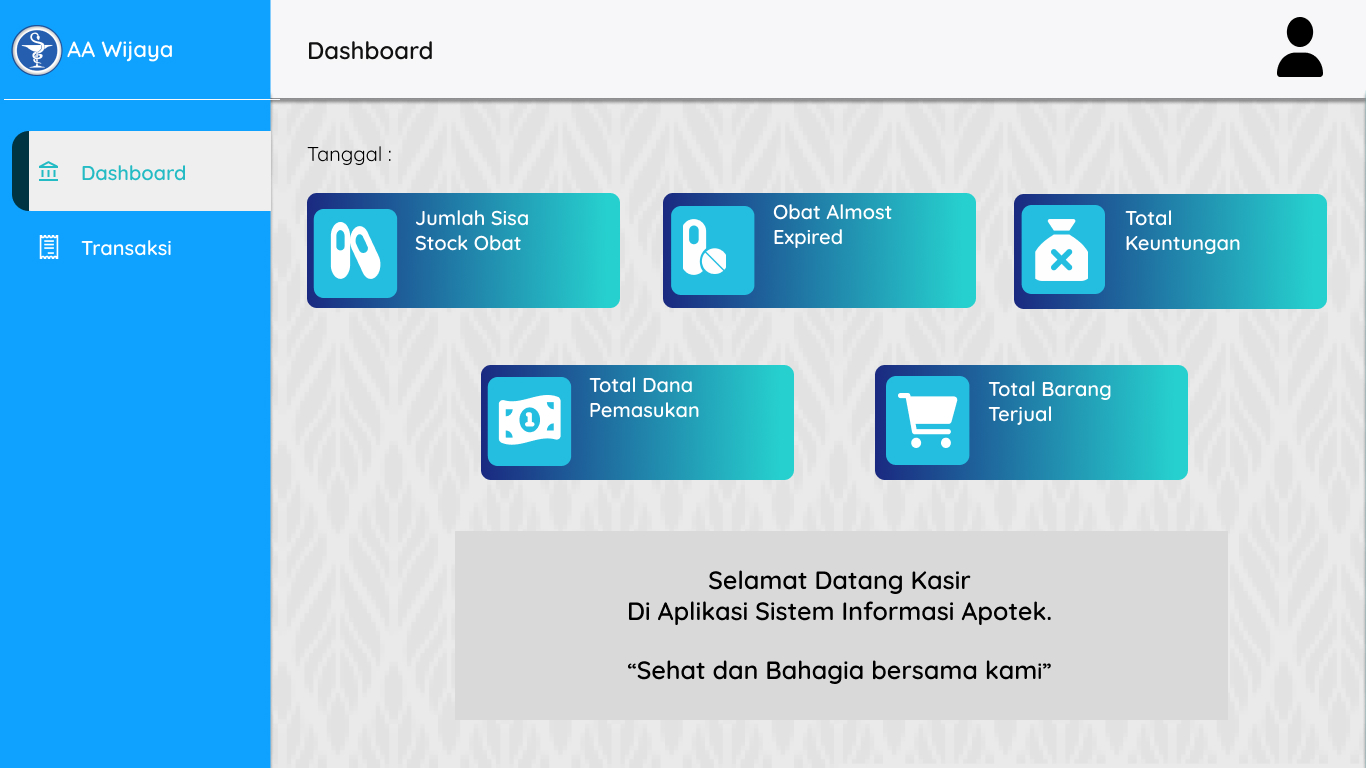 AA Wijaya
Dashboard
Dashboard
Transaksi
Tanggal :
Jumlah Sisa
Stock Obat
Obat Almost
Expired
Total
Keuntungan
Total Dana
Pemasukan
1
Total Barang
Terjual
Selamat Datang Kasir
Di Aplikasi Sistem Informasi Apotek.
“Sehat dan Bahagia bersama kami”